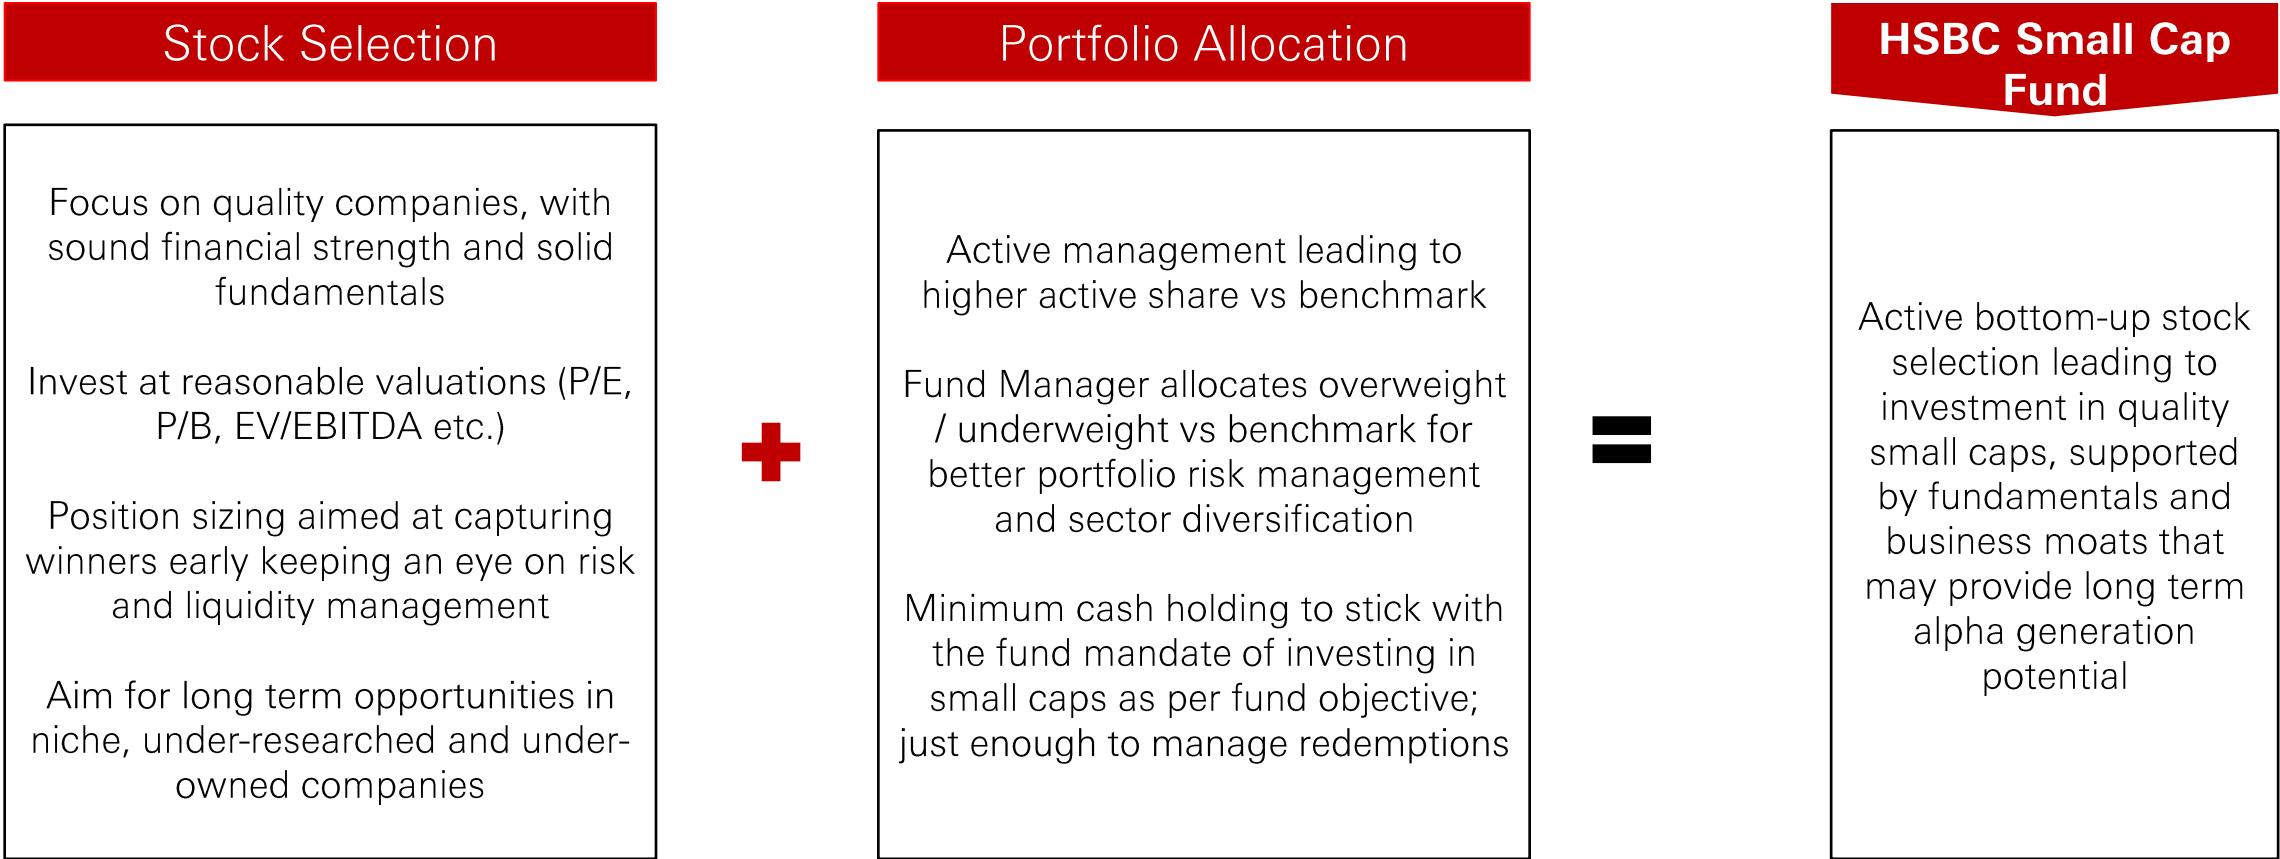 Stock Selection
Focus on quality companies, with
sound financial strength and solid
fundamentals
Invest at reasonable valuations (P/E,
P/B, EV/EBITDA etc.)
Position sizing aimed at capturing
winners early keeping an eye on risk
and liquidity management
Aim for long term opportunities in
niche, under-researched and under-
owned companies
Portfolio Allocation
Active management leading to
higher active share vs benchmark
Fund Manager allocates overweight
/ underweight vs benchmark for
better portfolio risk management
and sector diversification
Minimum cash holding to stick with
the fund mandate of investing in
small caps as per fund objective;
just enough to manage redemptions
HSBC Small Cap
Fund
Active bottom-up stock
selection leading to
investment in quality
small caps, supported
by fundamentals and
business moats that
may provide long term
alpha generation
potential